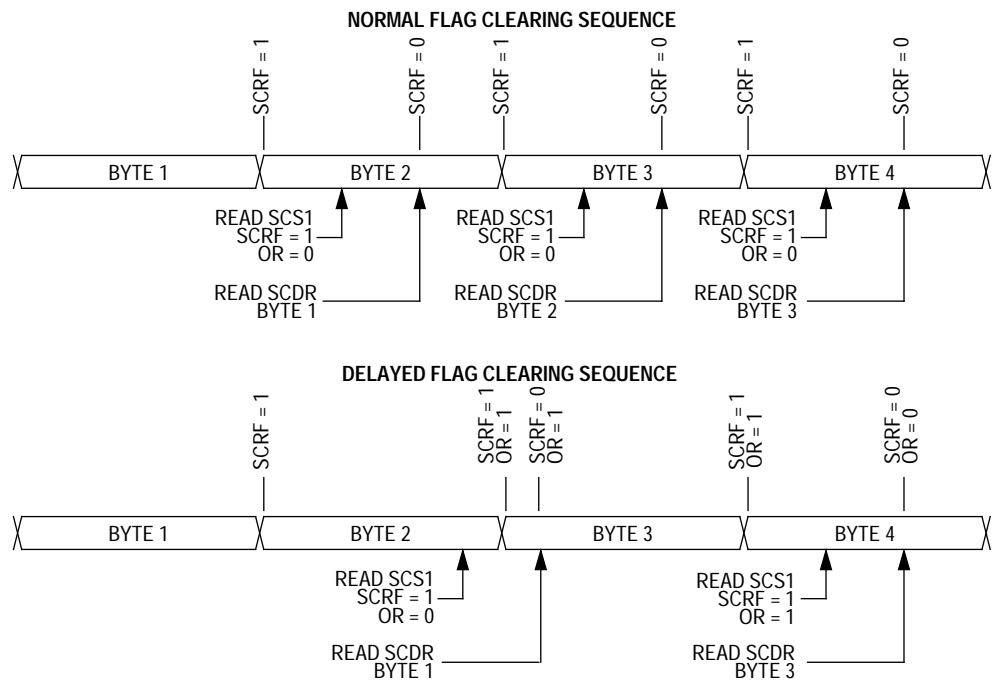 NORMAL FLAG CLEARING SEQUENCE
SCRF = 1
SCRF = 0
SCRF = 1
SCRF = 0
SCRF = 1
SCRF = 0
BYTE 1
BYTE 2
BYTE 3
BYTE 4
READ SCS1
SCRF = 1
OR = 0
READ SCS1
SCRF = 1
OR = 0
READ SCS1
SCRF = 1
OR = 0
READ SCDR
BYTE 1
READ SCDR
BYTE 2
READ SCDR
BYTE 3
DELAYED FLAG CLEARING SEQUENCE
SCRF = 1
SCRF = 1
OR = 1
SCRF = 0
OR = 1
SCRF = 1
OR = 1
SCRF = 0
OR = 0
BYTE 1
BYTE 2
BYTE 3
BYTE 4
READ SCS1
SCRF = 1
OR = 0
READ SCS1
SCRF = 1
OR = 1
READ SCDR
BYTE 1
READ SCDR
BYTE 3